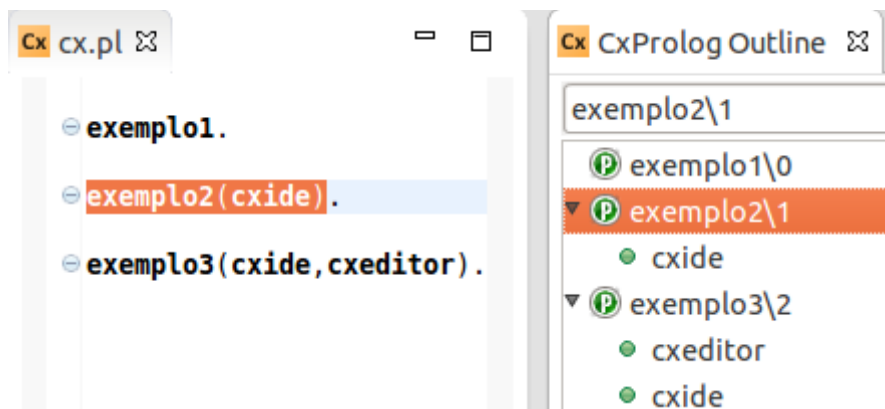 Cx cx.pl
exemplo1.
exemplo2(cxide).
exemplo3(cxide,cxeditor).
Cx CxProlog Outline
exemplo2\1
P exemplo1\0
P exemplo2\1
cxide
P exemplo3\2
cxeditor
cxide